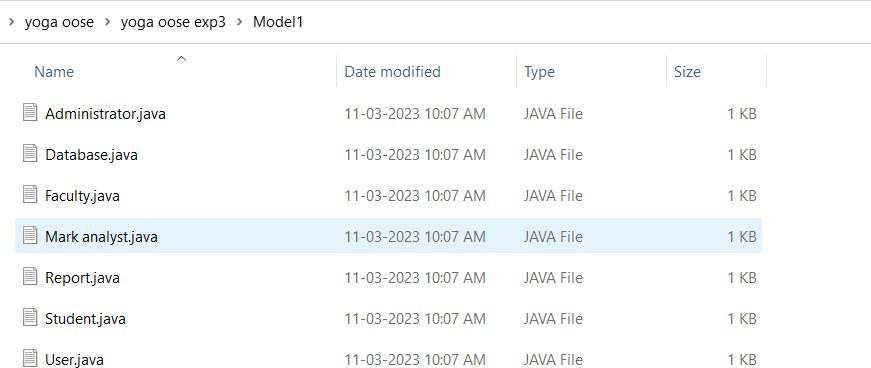 yoga oose > yoga oose exp3 > Model1
Name Date modified Type Size
Administrator.java 11-03-2023 10:07 AM JAVA File 1 KB
Database.java 11-03-2023 10:07 AM JAVA File 1 KB
Faculty.java 11-03-2023 10:07 AM JAVA File 1 KB
Mark analyst.java 11-03-2023 10:07 AM JAVA File 1 KB
Report.java 11-03-2023 10:07 AM JAVA File 1 KB
Student.java 11-03-2023 10:07 AM JAVA File 1 KB
User.java 11-03-2023 10:07 AM JAVA File 1 KB